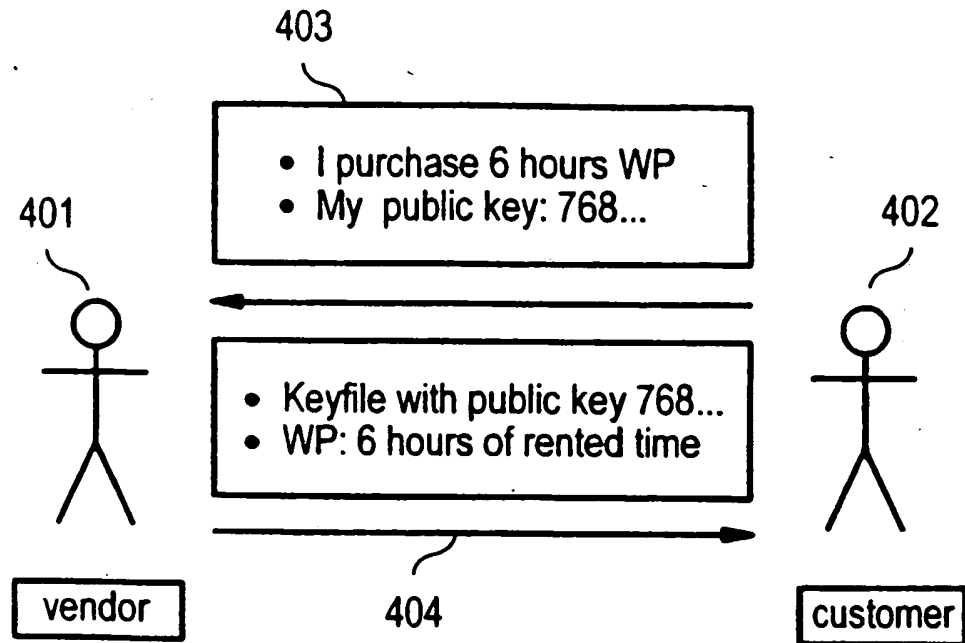 403
• I purchase 6 hours WP
• My public key: 768...
401
402
• Keyfile with public key 768...
• WP: 6 hours of rented time
vendor
404
customer